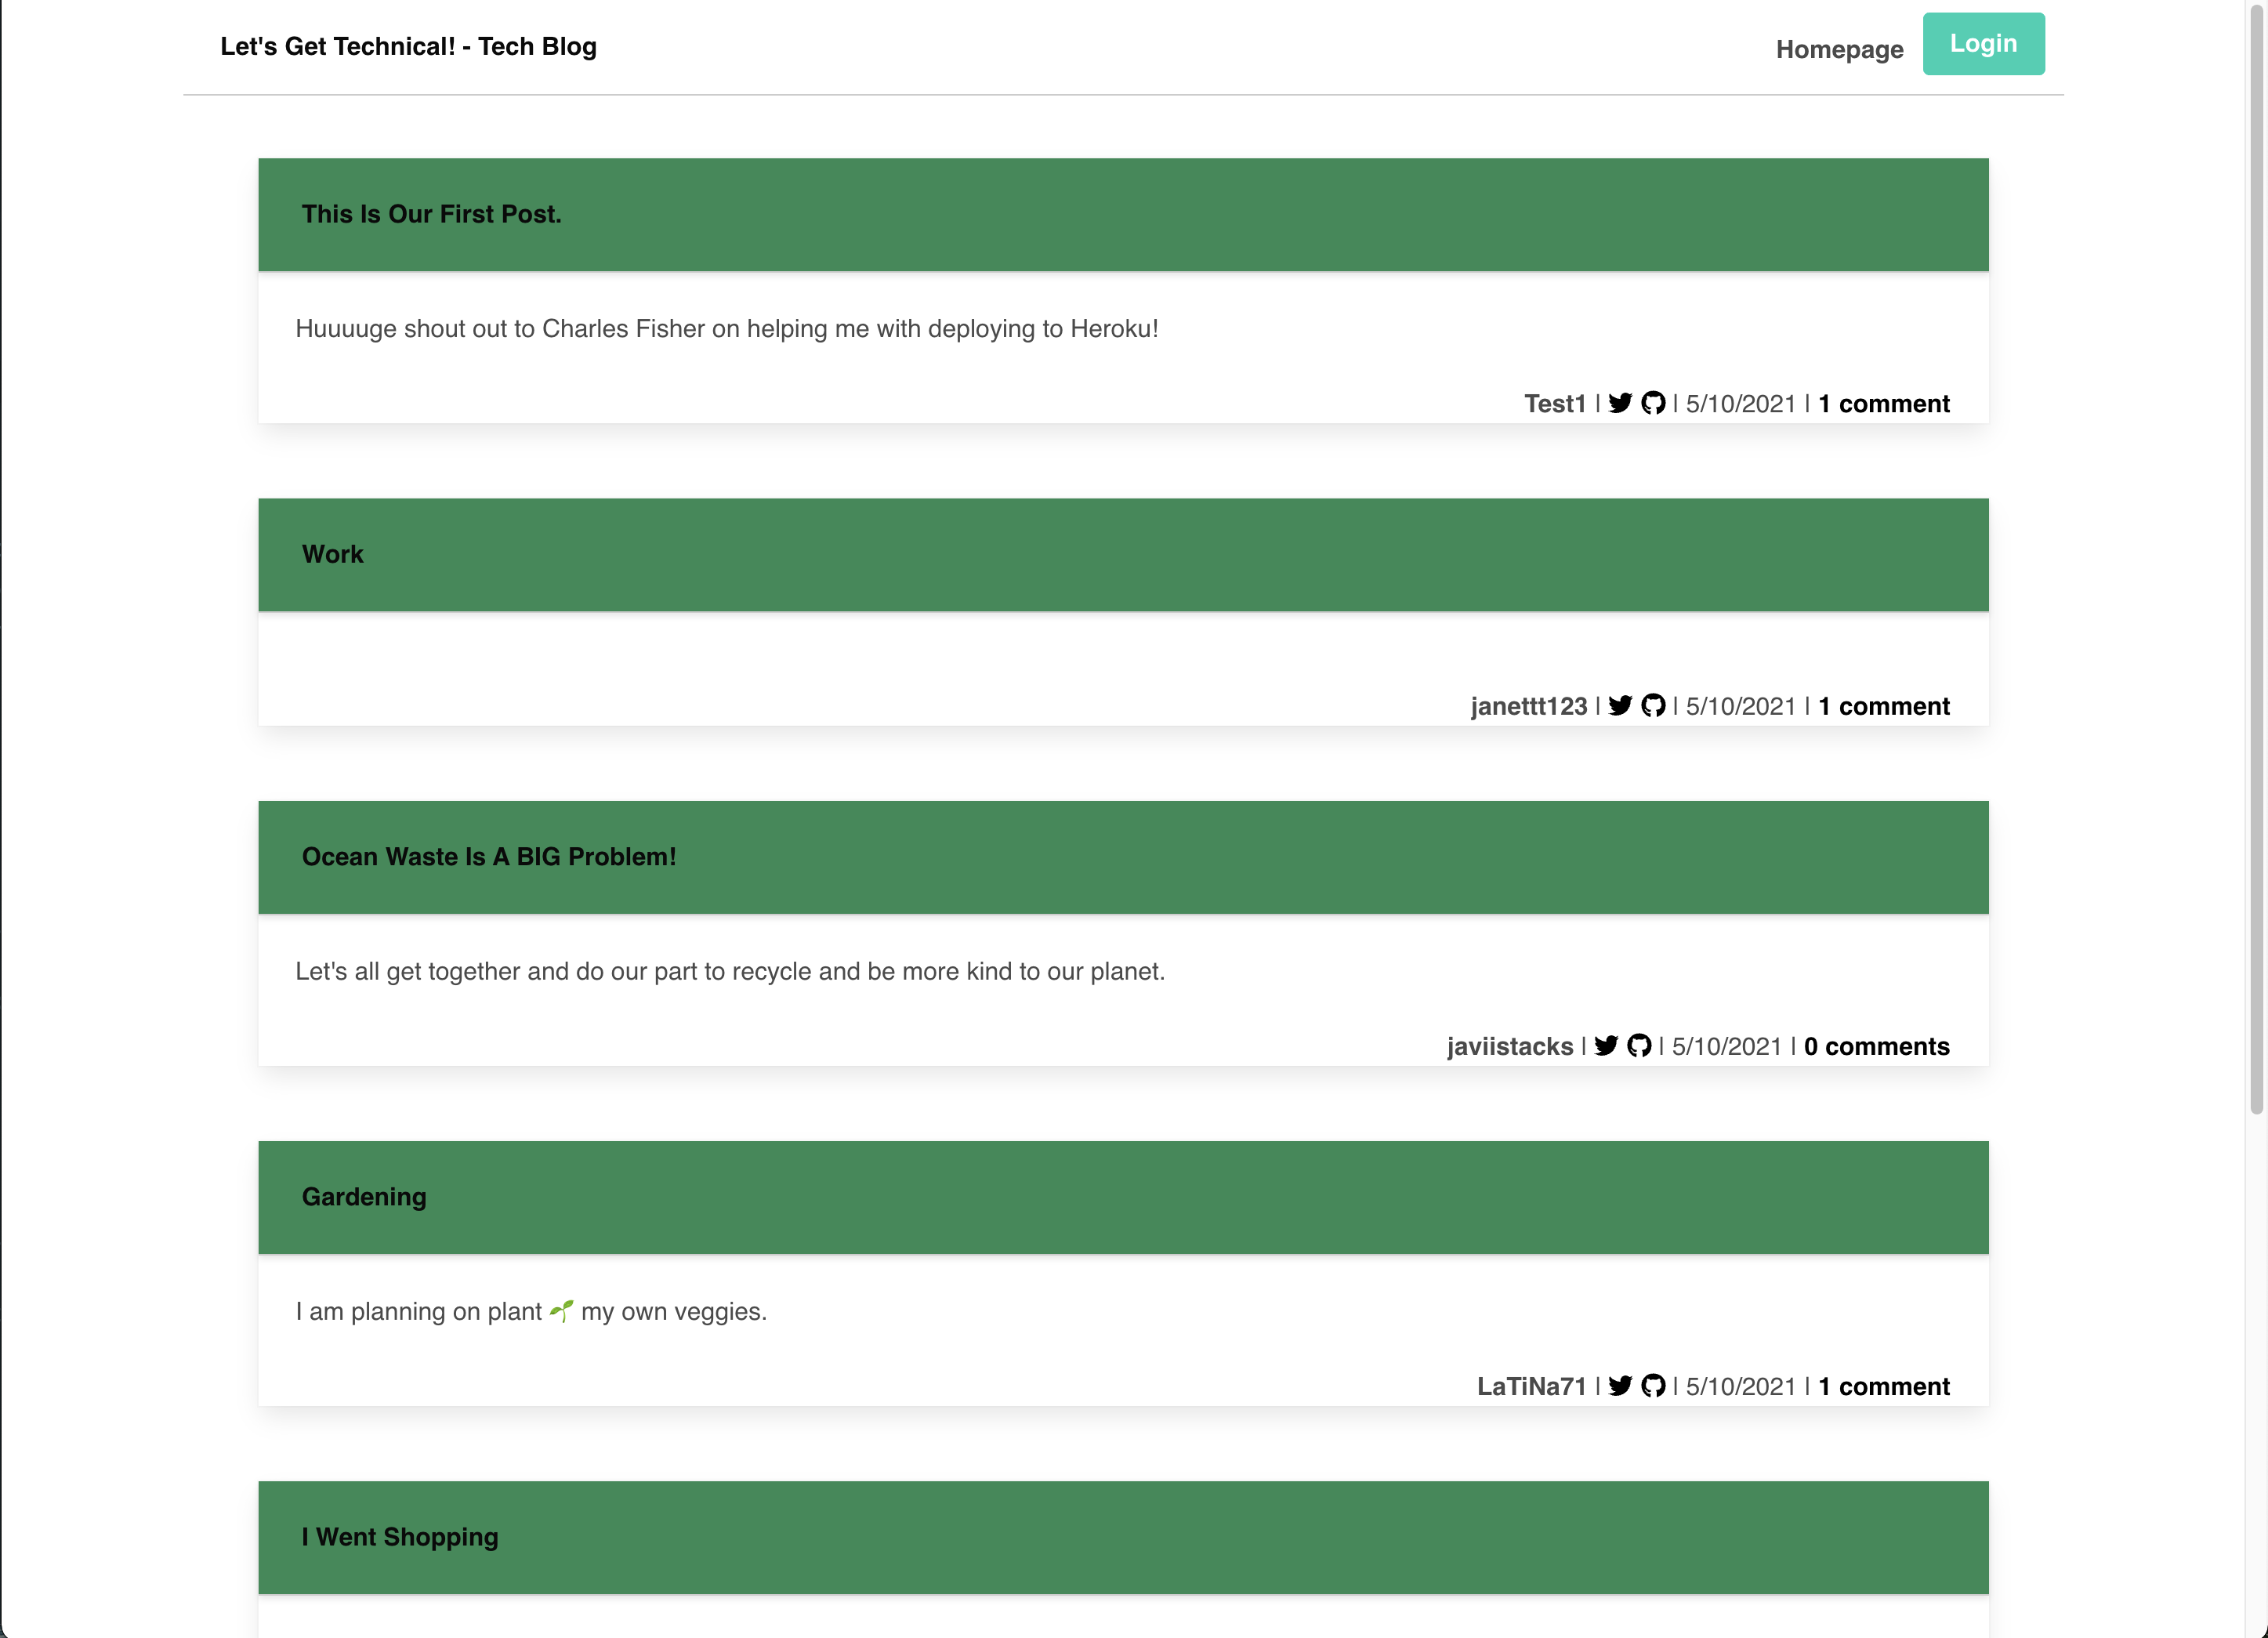 Let's Get Technical! - Tech Blog
Homepage
Login
This Is Our First Post.
Huuuuge shout out to Charles Fisher on helping me with deploying to Heroku!
Test1 | | 5/10/2021 | 1 comment
Work
janettt123 | | 5/10/2021 | 1 comment
Ocean Waste Is A BIG Problem!
Let's all get together and do our part to recycle and be more kind to our planet.
javiistacks | | 5/10/2021 | 0 comments
Gardening
I am planning on plant 🌱 my own veggies.
LaTiNa71 | | 5/10/2021 | 1 comment
I Went Shopping